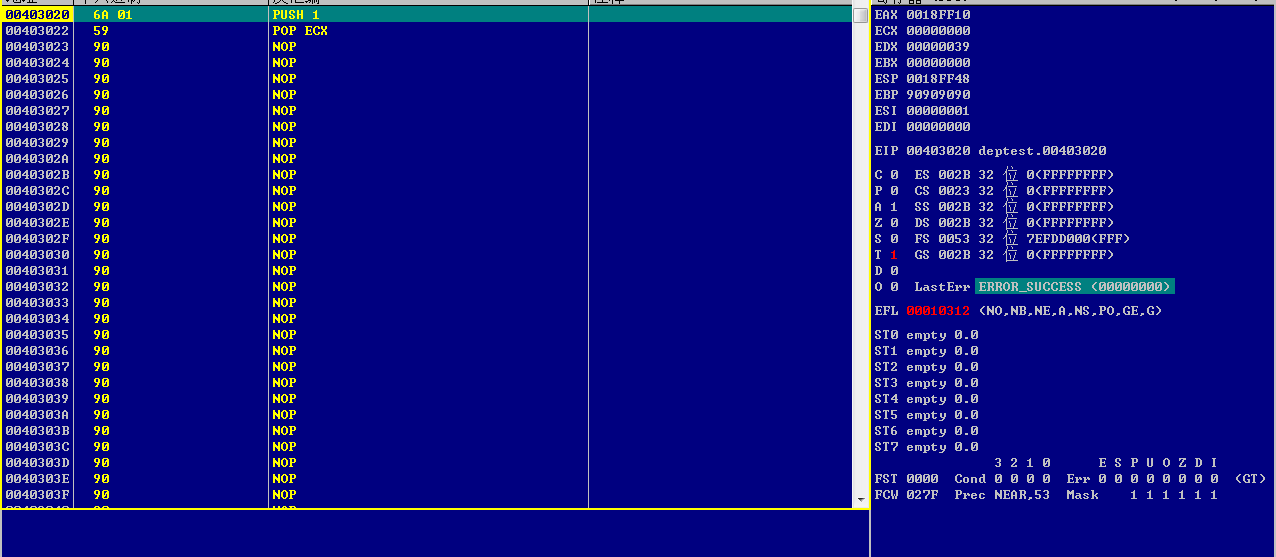 00403020 6A 01 PUSH 1
00403022 59 POP ECX
00403023 90 NOP
00403024 90 NOP
00403025 90 NOP
00403026 90 NOP
00403027 90 NOP
00403028 90 NOP
00403029 90 NOP
0040302A 90 NOP
0040302B 90 NOP
0040302C 90 NOP
0040302D 90 NOP
0040302E 90 NOP
0040302F 90 NOP
00403030 90 NOP
00403031 90 NOP
00403032 90 NOP
00403033 90 NOP
00403034 90 NOP
00403035 90 NOP
00403036 90 NOP
00403037 90 NOP
00403038 90 NOP
00403039 90 NOP
0040303A 90 NOP
0040303B 90 NOP
0040303C 90 NOP
0040303D 90 NOP
0040303E 90 NOP
0040303F 90 NOP
EAX 0018FF10
ECX 00000000
EDX 00000039
EBX 00000000
ESP 0018FF48
EBP 90909090
ESI 00000001
EDI 00000000
EIP 00403020 deptest.00403020
C 0 ES 002B 32 位 0(FFFFFFFF)
P 0 CS 0023 32 位 0(FFFFFFFF)
A 1 SS 002B 32 位 0(FFFFFFFF)
Z 0 DS 002B 32 位 0(FFFFFFFF)
S 0 FS 0053 32 位 7EFDD000(FFF)
T 1 GS 002B 32 位 0(FFFFFFFF)
D 0
O 0 LastErr ERROR_SUCCESS (00000000)
EFL 00010312 (NO,NB,NE,A,NS,PO,GE,G)
ST0 empty 0.0
ST1 empty 0.0
ST2 empty 0.0
ST3 empty 0.0
ST4 empty 0.0
ST5 empty 0.0
ST6 empty 0.0
ST7 empty 0.0
3 2 1 0 E S P U O Z D I
FST 0000 Cond 0 0 0 0 Err 0 0 0 0 0 0 0 0 (GT)
FCW 027F Prec NEAR,53 Mask 1 1 1 1 1 1